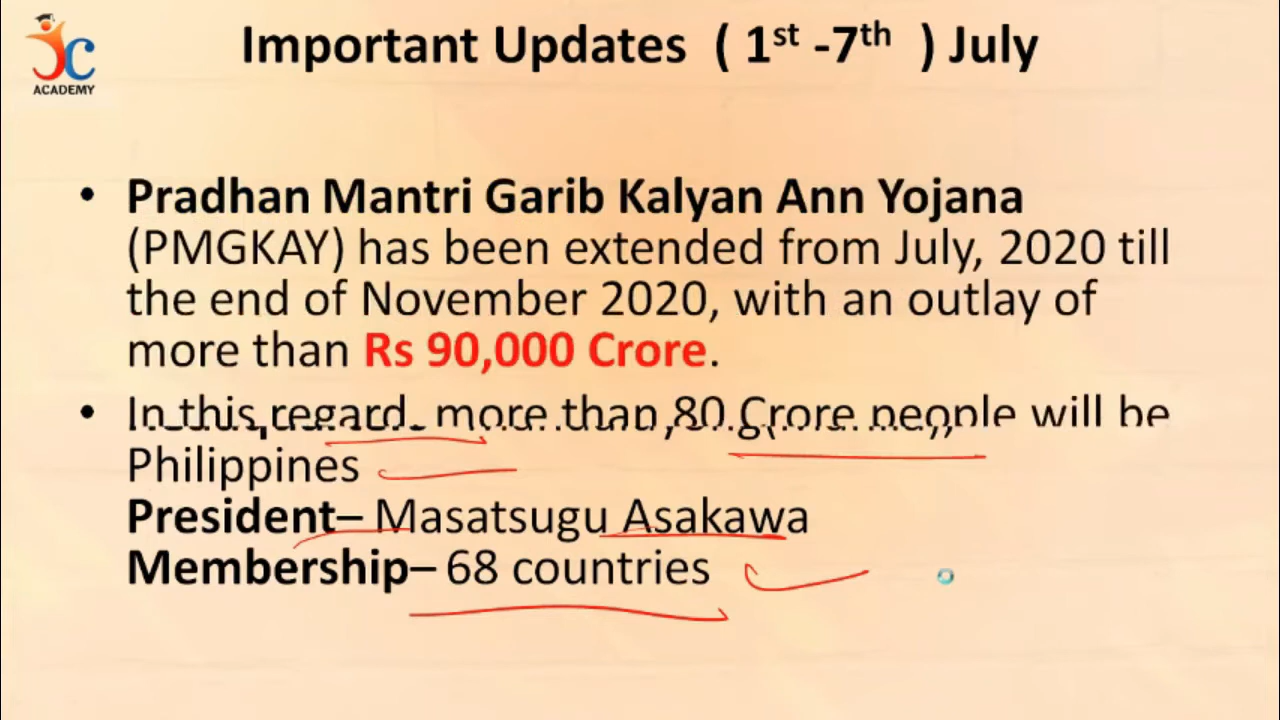 JC
ACADEMY
Important Updates ( 1st -7th ) July
• Pradhan Mantri Garib Kalyan Ann Yojana
(PMGKAY) has been extended from July, 2020 till
the end of November 2020, with an outlay of
more than Rs 90,000 Crore.
• In this regard, more than 80 Crore people will be
Philippines
President– Masatsugu Asakawa
Membership– 68 countries